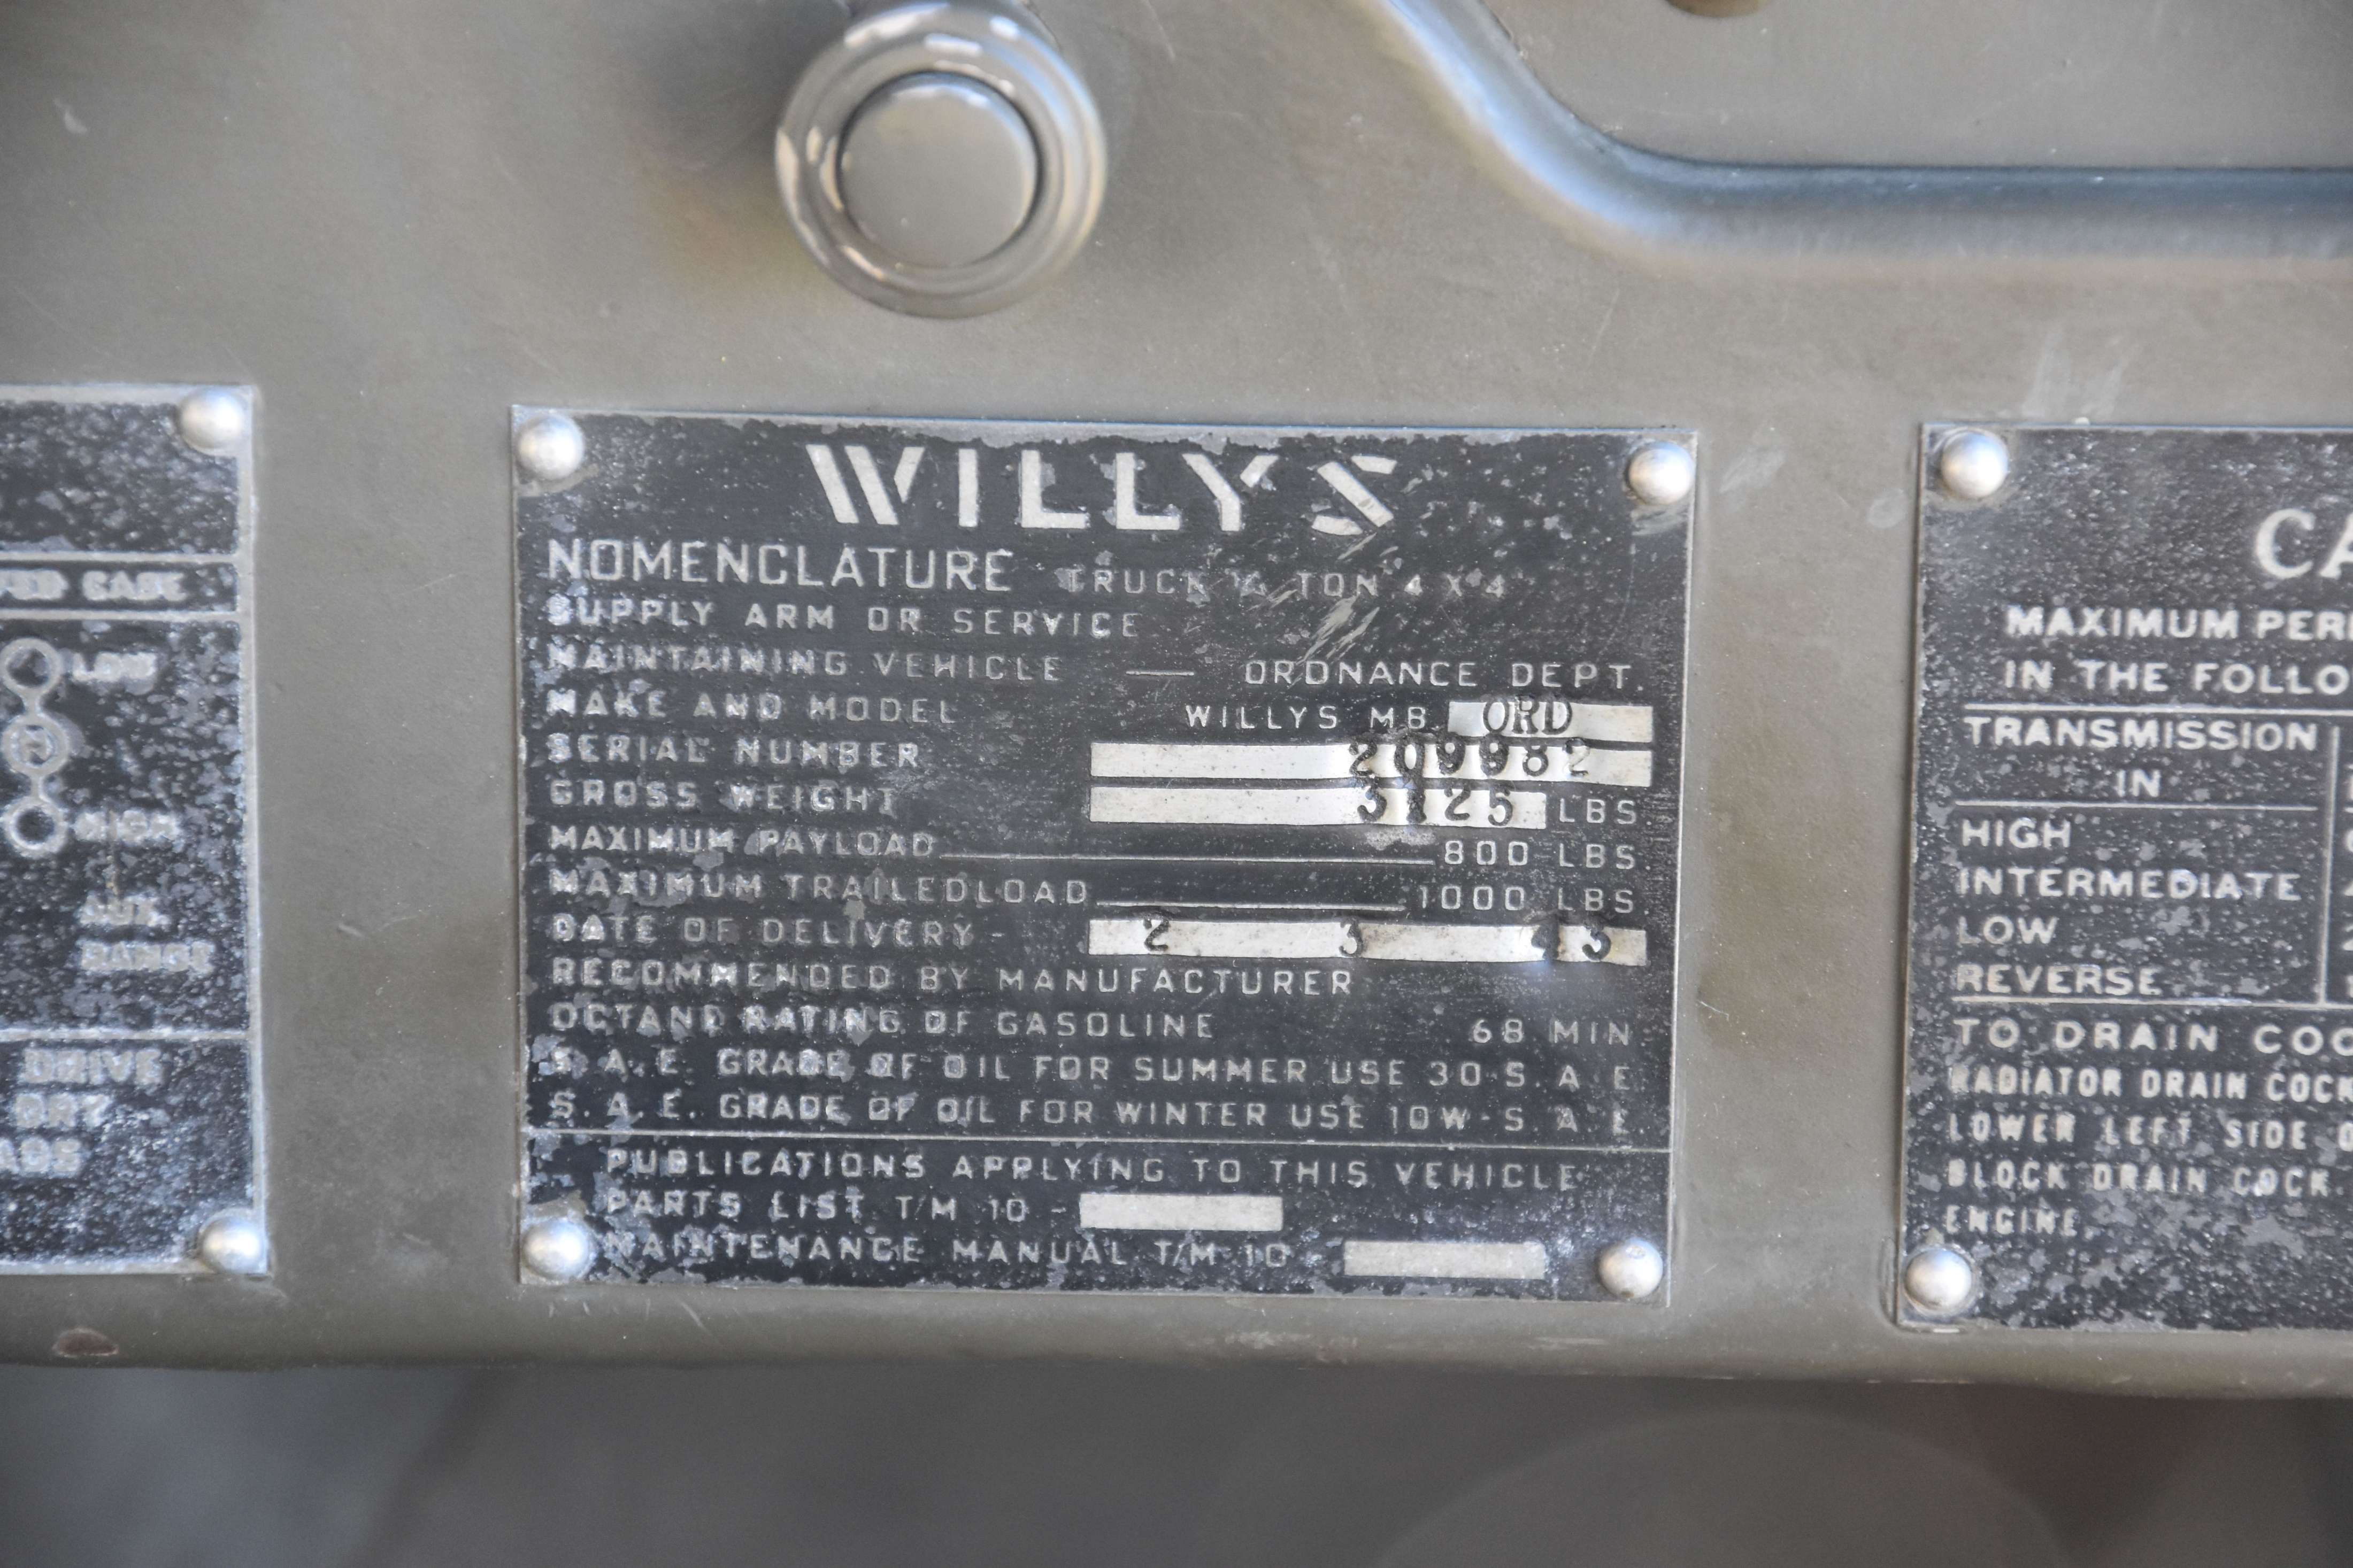 WILLYS
NOMENCLATURE TRUCK ¼ TON 4 X 4
SUPPLY ARM OR SERVICE
MAINTAINING VEHICLE — ORDNANCE DEPT.
MAKE AND MODEL WILLYS MB ORD
SERIAL NUMBER 209982
GROSS WEIGHT 3125 LBS
MAXIMUM PAYLOAD 800 LBS
MAXIMUM TRAILEDLOAD 1000 LBS
DATE OF DELIVERY - 2 3 43
RECOMMENDED BY MANUFACTURER
OCTANE RATING OF GASOLINE 68 MIN
S. A. E. GRADE OF OIL FOR SUMMER USE 30 S. A. E.
S. A. E. GRADE OF OIL FOR WINTER USE 10W-S. A. E.
PUBLICATIONS APPLYING TO THIS VEHICLE
PARTS LIST T/M 10 -
MAINTENANCE MANUAL T/M 10 -
LOW
N
HIGH
AUX.
RANGE
DRIVE
MAXIMUM
IN THE
TRANSMISSION
IN
HIGH
INTERMEDIATE
LOW
REVERSE
TO DRAIN
RADIATOR DRAIN COCK
LOWER LEFT SIDE
BLOCK DRAIN COCK
ENGINE.